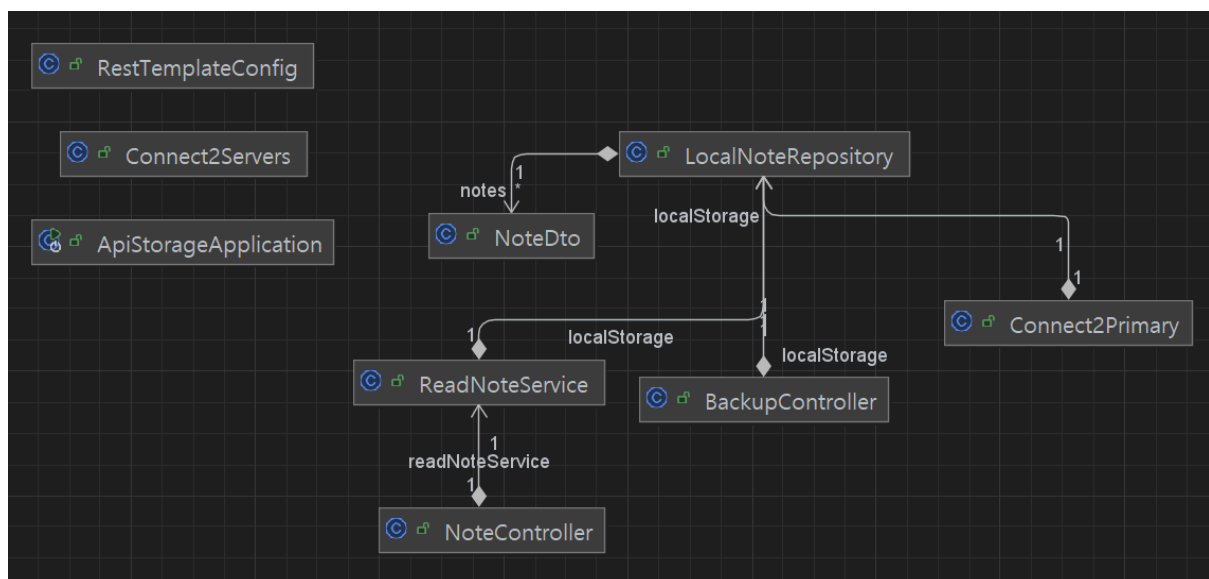 RestTemplateConfig
Connect2Servers
LocalNoteRepository
1
notes
*
localStorage
NoteDto
ApiStorageApplication
1
1
Connect2Primary
1
1
1
localStorage
localStorage
ReadNoteService
BackupController
1
readNoteService
1
NoteController